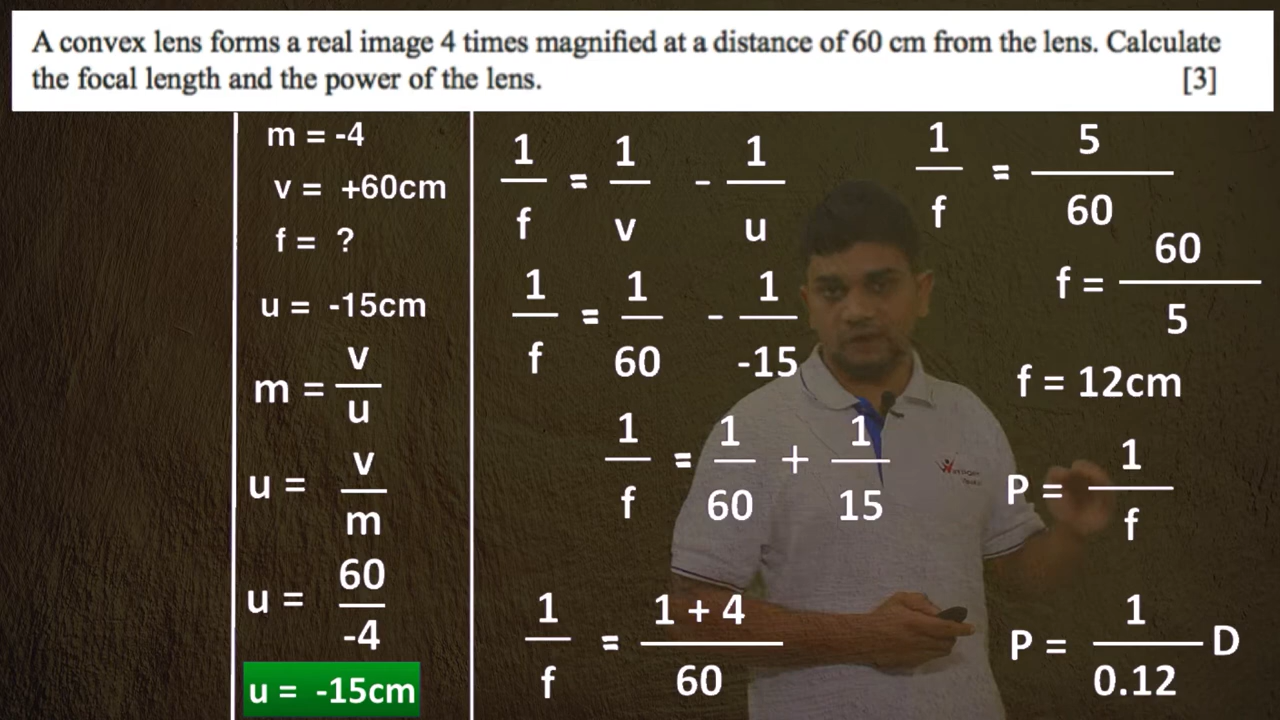 A convex lens forms a real image 4 times magnified at a distance of 60 cm from the lens. Calculate
the focal length and the power of the lens. [3]
m = -4
v = +60cm
f = ?
u = -15cm
m = v/u
u = v/m
u = 60/-4
u = -15cm
1/f = 1/v - 1/u
1/f = 1/60 - 1/-15
1/f = 1/60 + 1/15
1/f = 1 + 4/60
1/f = 5/60
f = 60/5
f = 12cm
P = 1/f
P = 1/0.12 D